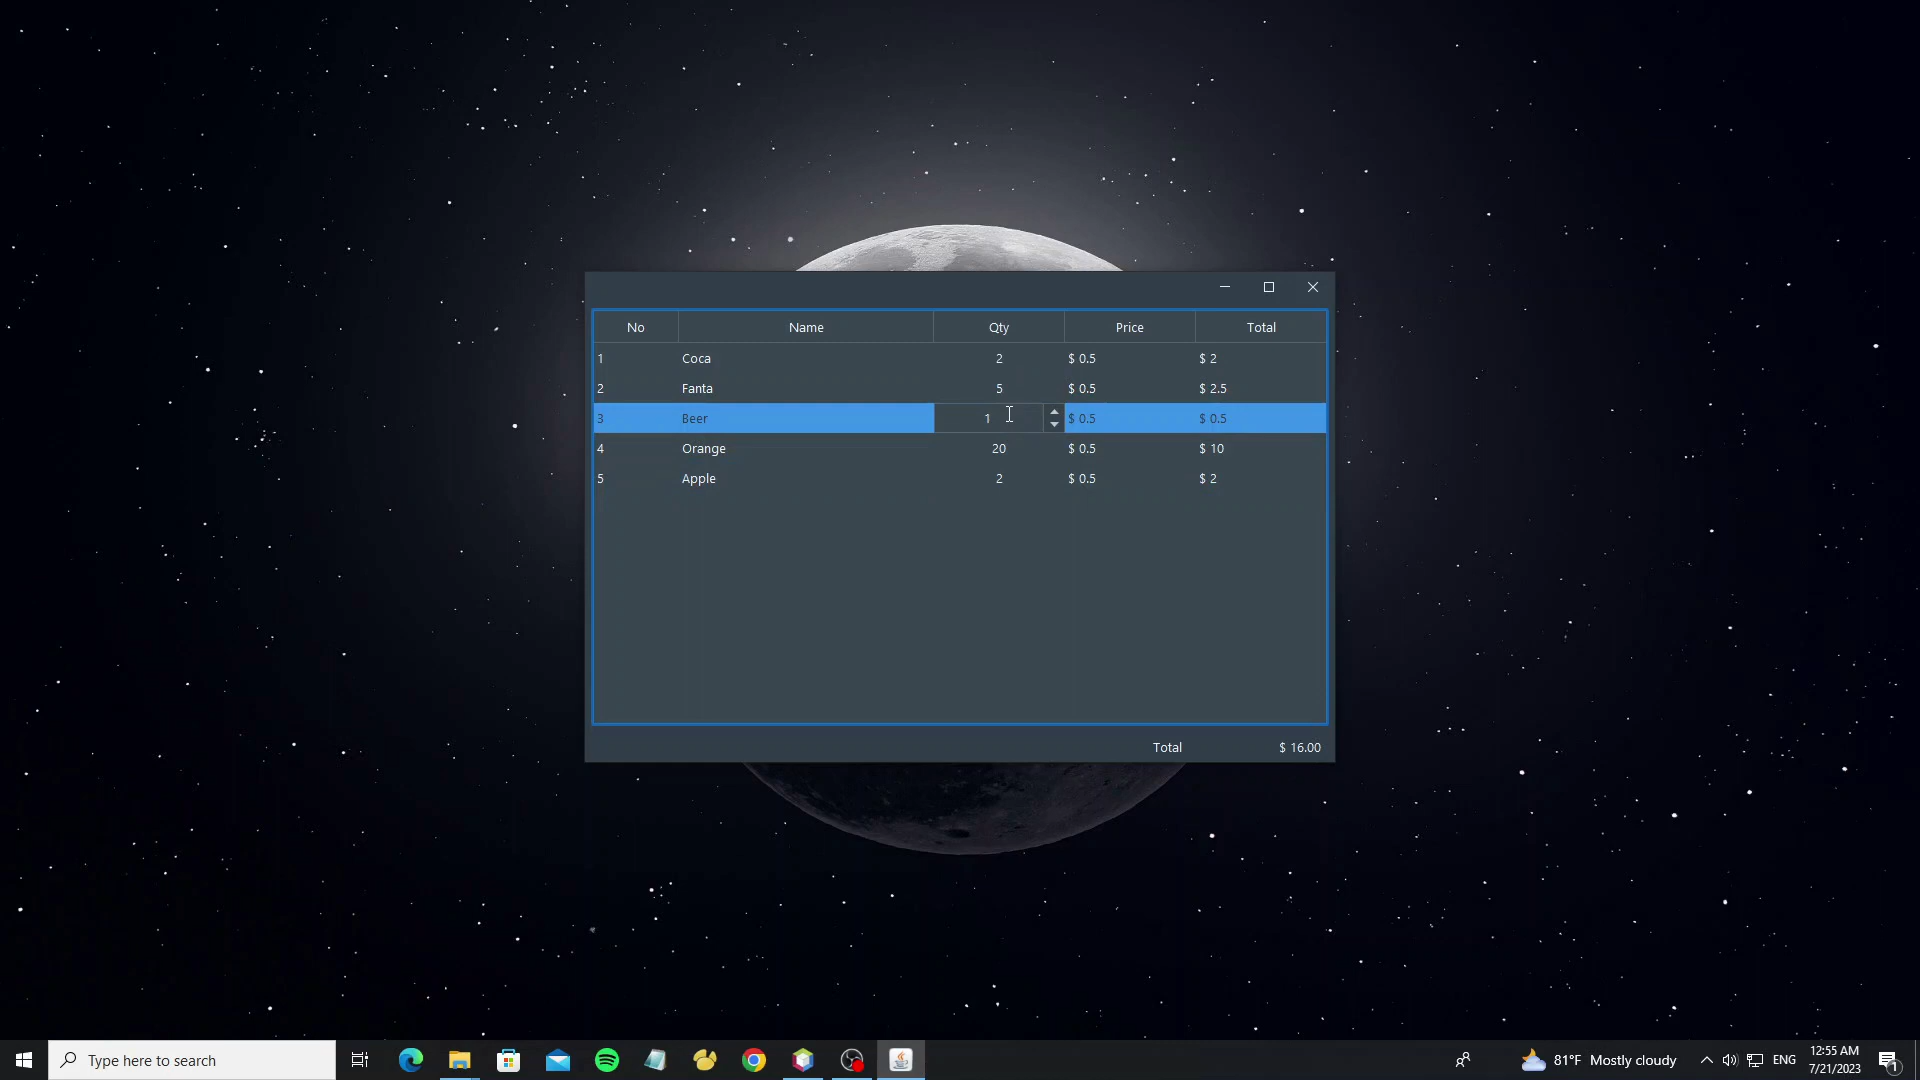 No Name Qty Price Total
1 Coca 2 $ 0.5 $ 2
2 Fanta 5 $ 0.5 $ 2.5
3 Beer 1 $ 0.5 $ 0.5
4 Orange 20 $ 0.5 $ 10
5 Apple 2 $ 0.5 $ 2
Total $ 16.00
Type here to search 81°F Mostly cloudy ENG 12:55 AM
7/21/2023
1